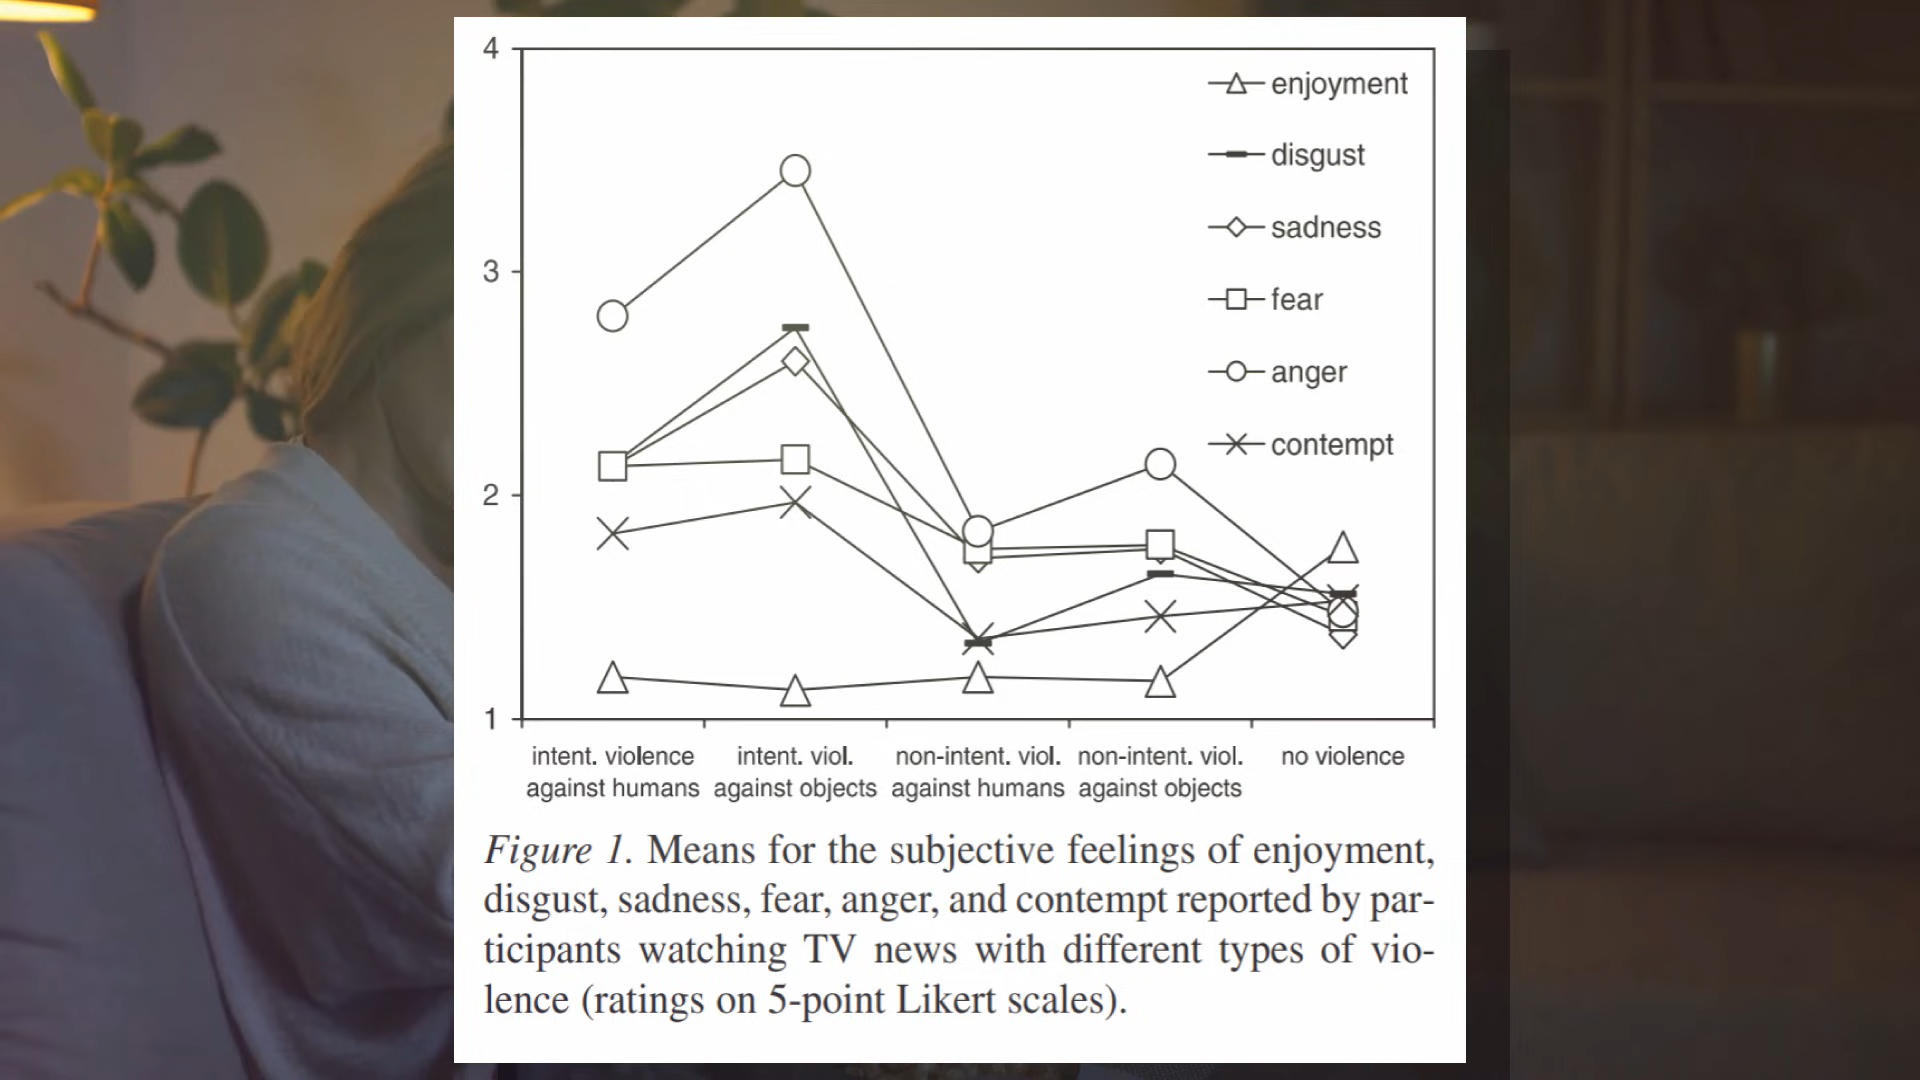 4
3
2
1
enjoyment
disgust
sadness
fear
anger
contempt
intent. violence
against humans
intent. viol.
against objects
non-intent. viol.
against humans
non-intent. viol.
against objects
no violence
Figure 1. Means for the subjective feelings of enjoyment,
disgust, sadness, fear, anger, and contempt reported by par-
ticipants watching TV news with different types of vio-
lence (ratings on 5-point Likert scales).